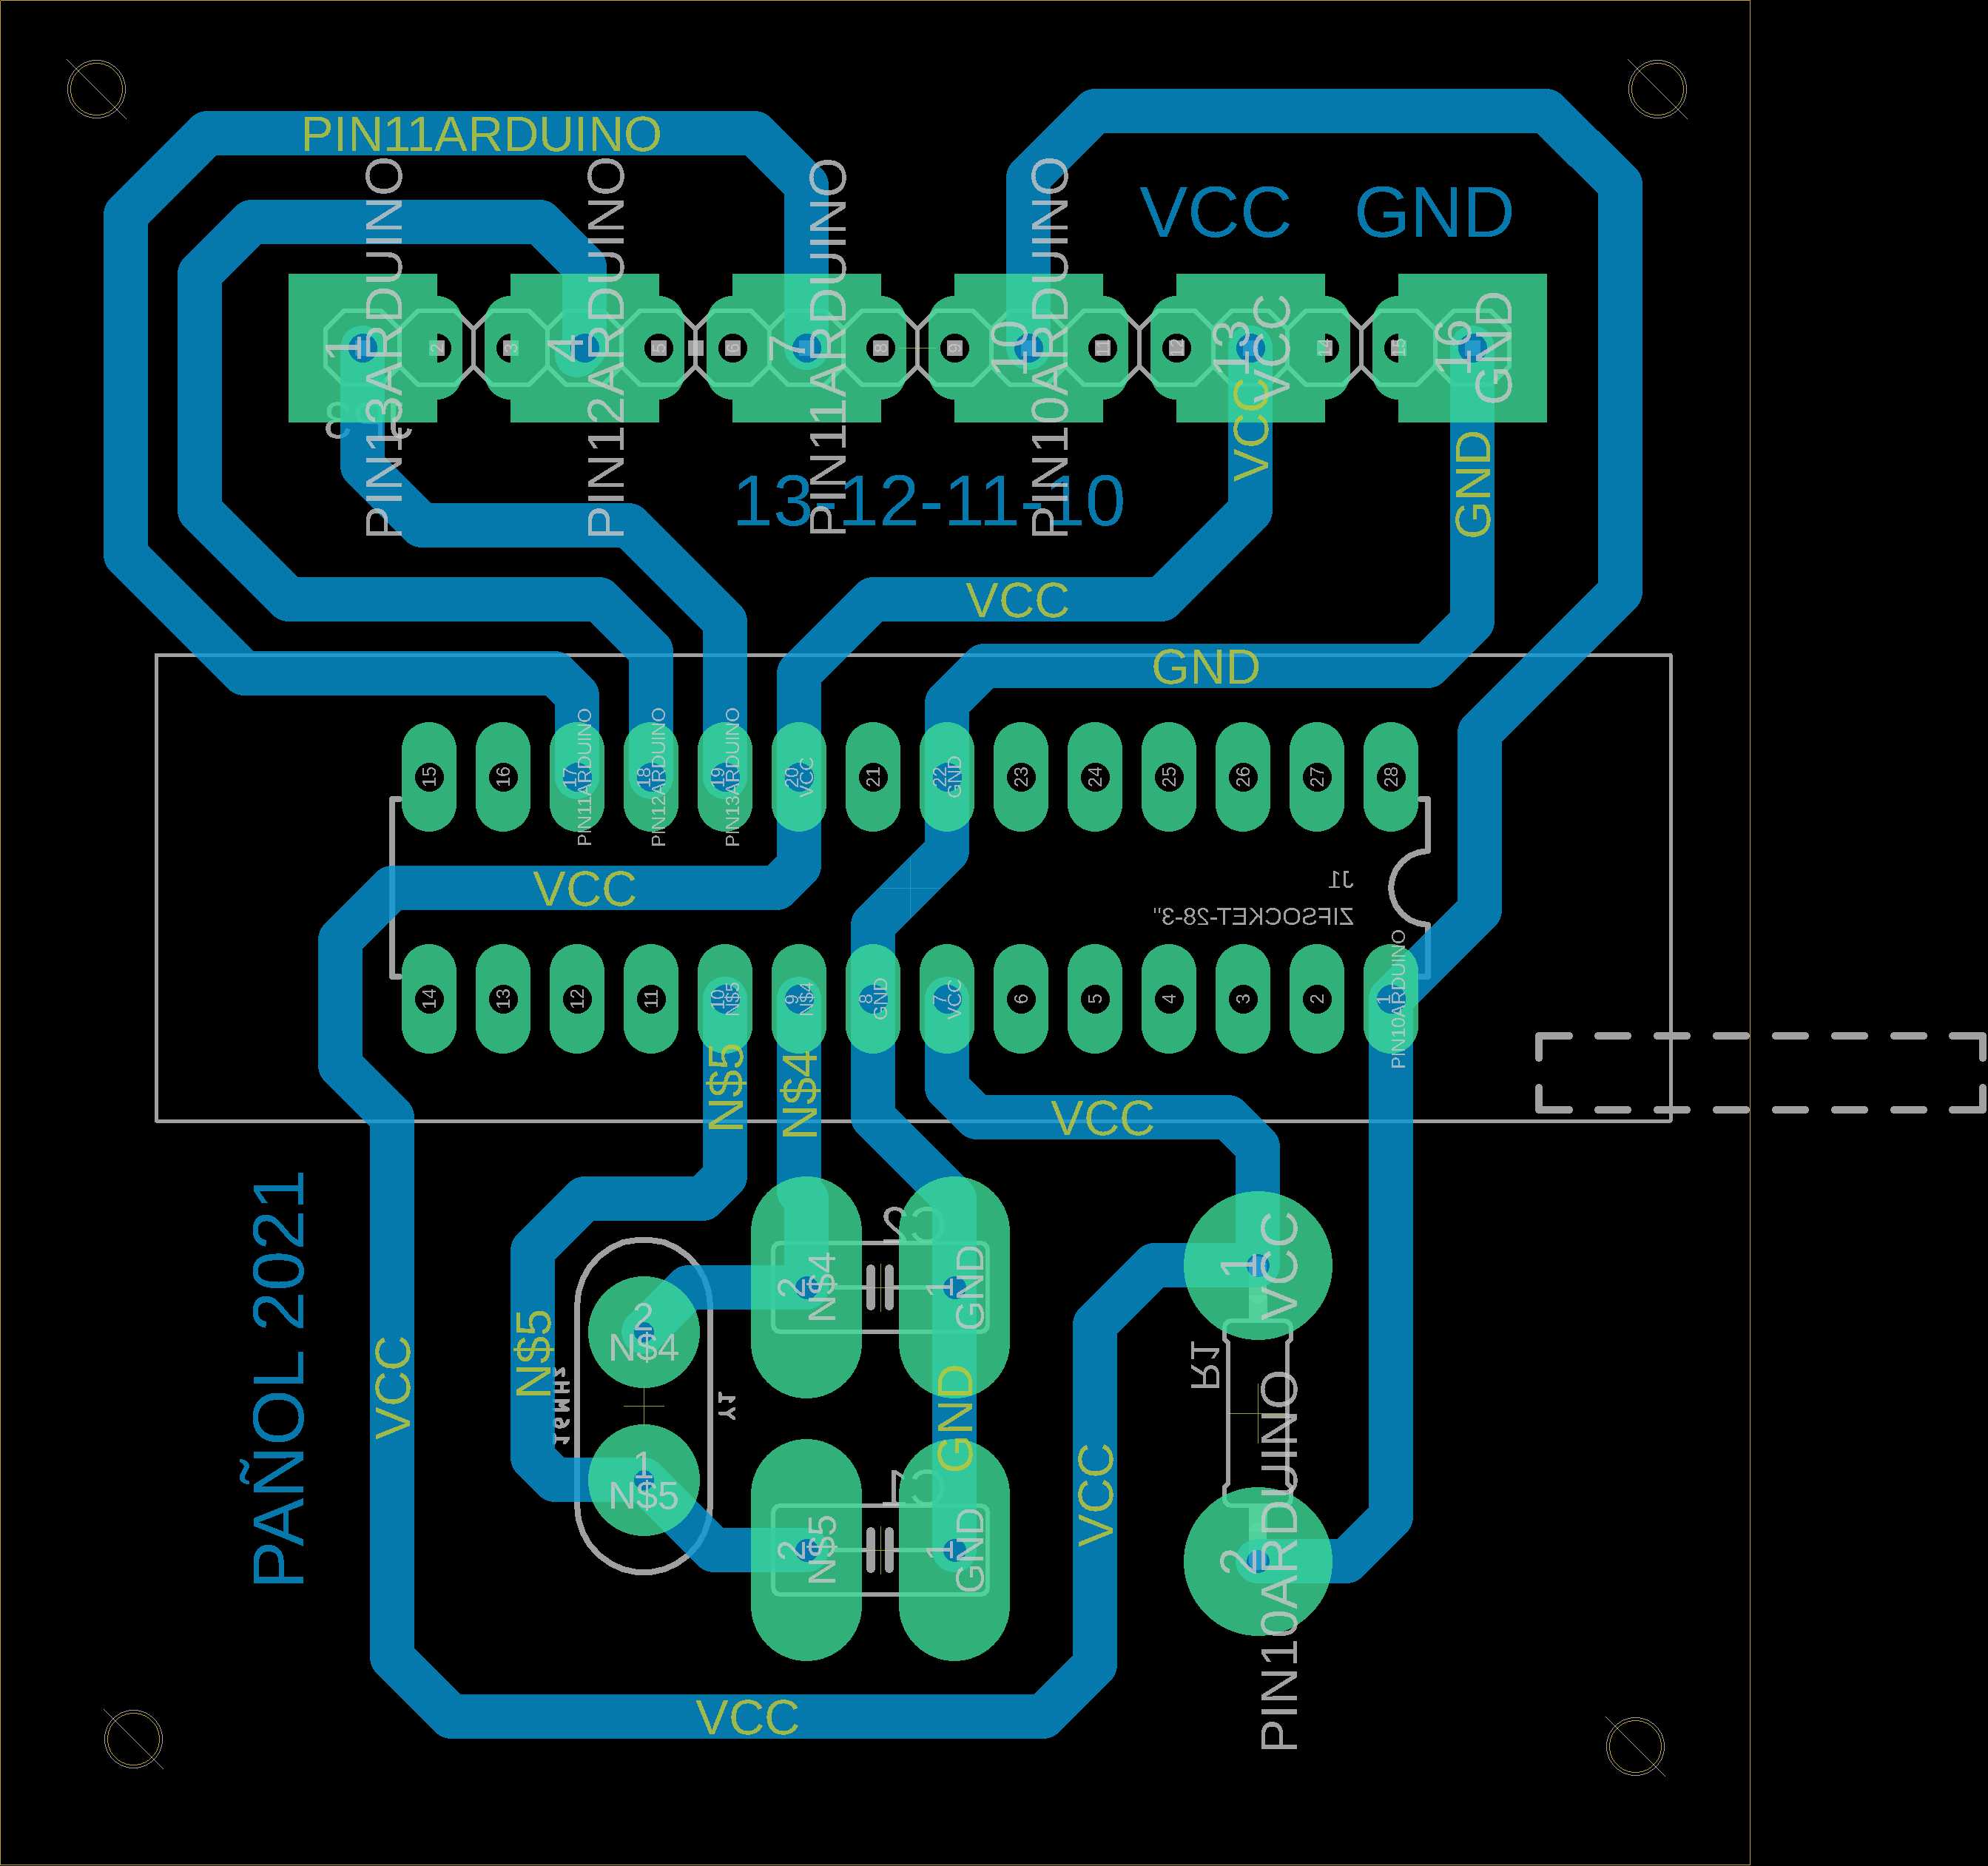 PIN11ARDUINO
VCC GND
PIN13ARDUINO
PIN12ARDUINO
PIN11ARDUINO
PIN10ARDUINO
VCC
GND
1 2 3 4 5 6 7 8 9 10 11 12 13 14 15 16
VCC
GND
13-12-11-10
VCC
GND
15 16 17 18 19 20 21 22 23 24 25 26 27 28
PIN11ARDUINO
PIN12ARDUINO
PIN13ARDUINO
VCC
GND
VCC
J1
ZIFSOCKET-28-3"
14 13 12 11 10 9 8 7 6 5 4 3 2 1
N$5
N$4
GND
VCC
PIN10ARDUINO
N$5
N$4
VCC
PAÑOL 2021
VCC
N$5
16MHz
2
N$4
1
N$5
Y1
C2
2
N$4
1
GND
GND
C1
2
N$5
1
GND
VCC
1
VCC
R1
2
PIN10ARDUINO
VCC